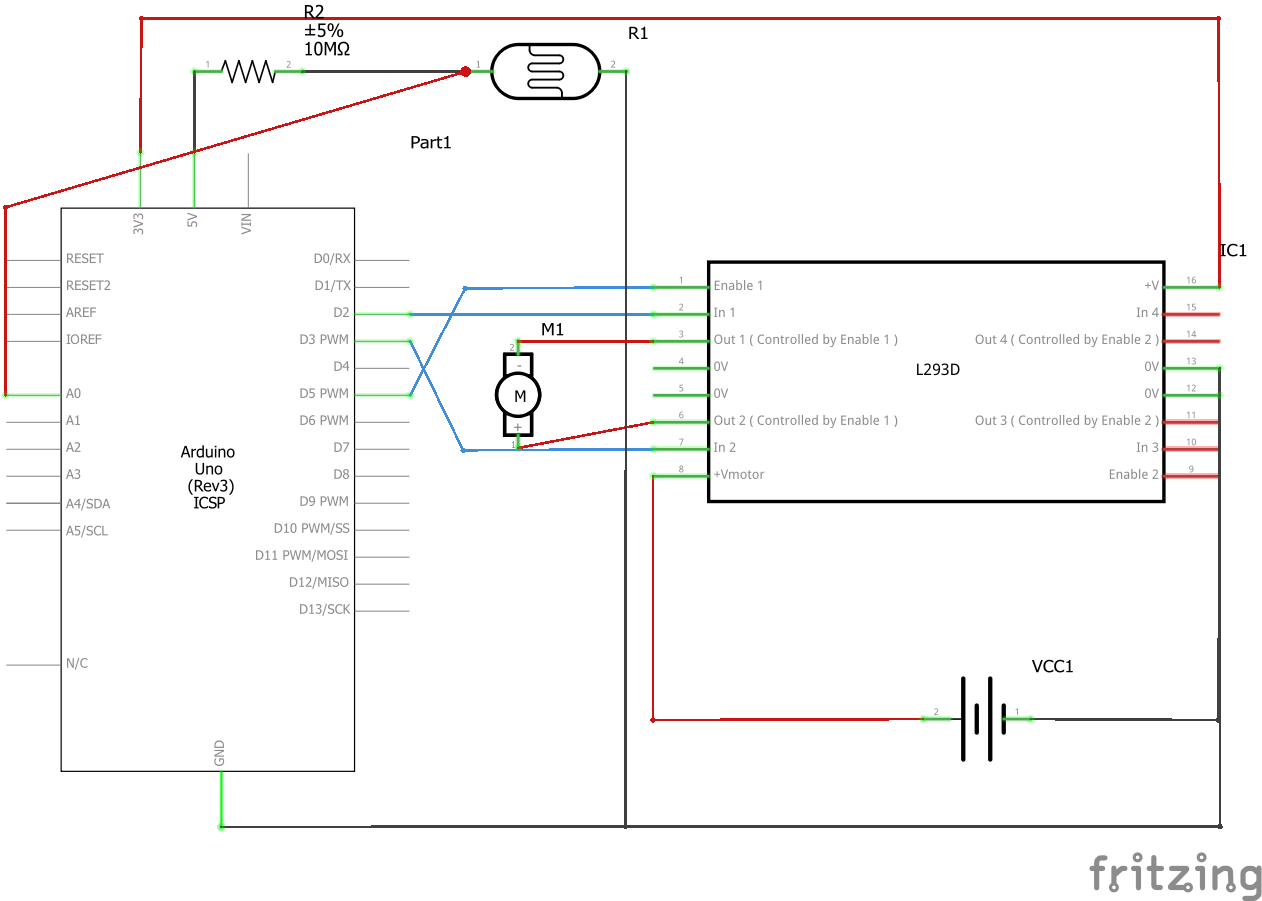 R2
±5%
10MΩ
R1
1
2
1
2
Part1
3V3
5V
VIN
IC1
RESET
RESET2
AREF
IOREF
A0
A1
A2
A3
A4/SDA
A5/SCL
N/C
Arduino
Uno
(Rev3)
ICSP
D0/RX
D1/TX
D2
D3 PWM
D4
D5 PWM
D6 PWM
D7
D8
D9 PWM
D10 PWM/SS
D11 PWM/MOSI
D12/MISO
D13/SCK
GND
M1
2
-
M
+
1
1 Enable 1
2 In 1
3 Out 1 ( Controlled by Enable 1 )
4 0V
5 0V
6 Out 2 ( Controlled by Enable 1 )
7 In 2
8 +Vmotor
L293D
+V 16
In 4 15
Out 4 ( Controlled by Enable 2 ) 14
0V 13
0V 12
Out 3 ( Controlled by Enable 2 ) 11
In 3 10
Enable 2 9
VCC1
2
1
fritzing